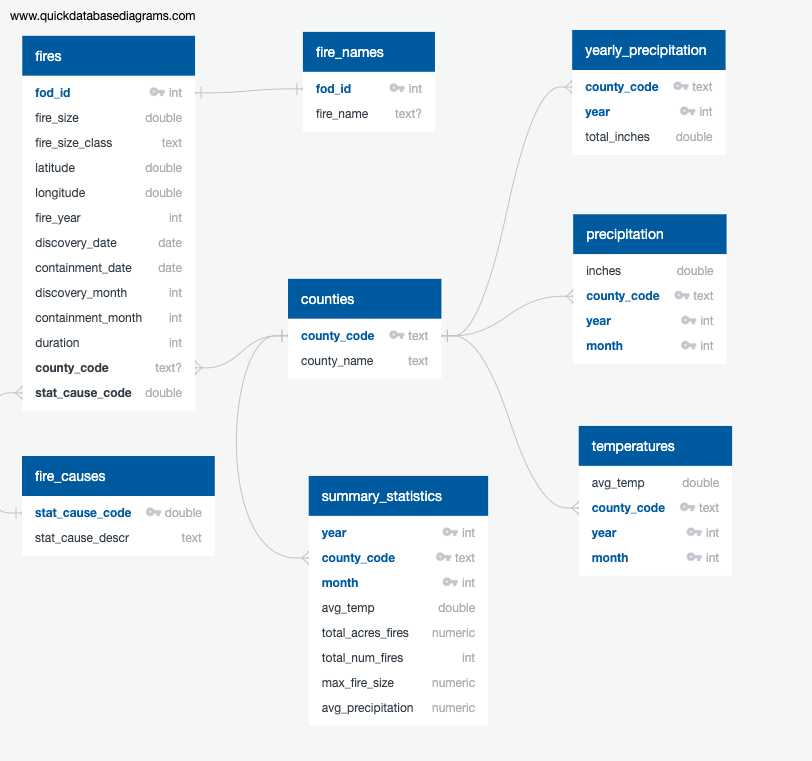 www.quickdatabasediagrams.com
fires
fod_id int
fire_size double
fire_size_class text
latitude double
longitude double
fire_year int
discovery_date date
containment_date date
discovery_month int
containment_month int
duration int
county_code text?
stat_cause_code double
fire_names
fod_id int
fire_name text?
yearly_precipitation
county_code text
year int
total_inches double
precipitation
inches double
county_code text
year int
month int
counties
county_code text
county_name text
temperatures
avg_temp double
county_code text
year int
month int
fire_causes
stat_cause_code double
stat_cause_descr text
summary_statistics
year int
county_code text
month int
avg_temp double
total_acres_fires numeric
total_num_fires int
max_fire_size numeric
avg_precipitation numeric